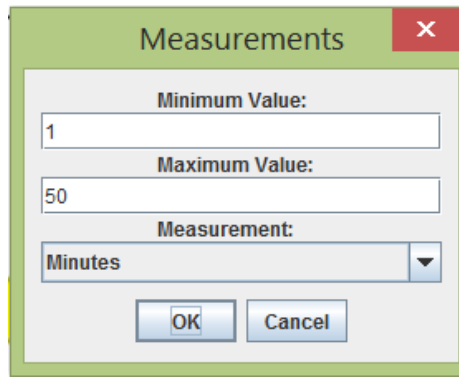 Measurements
Minimum Value:
1
Maximum Value:
50
Measurement:
Minutes
OK Cancel